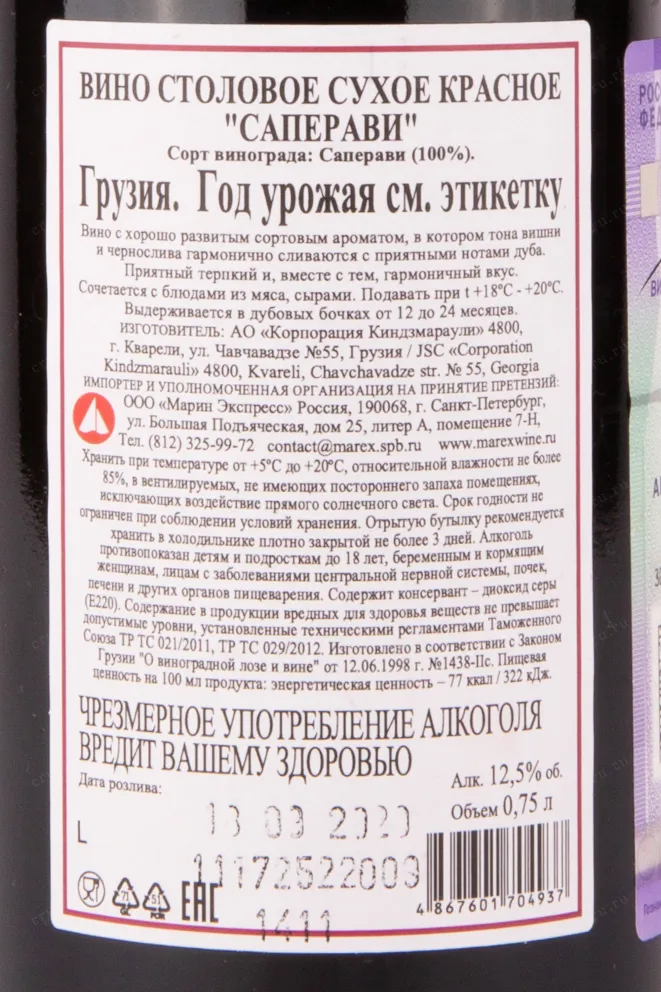 ВИНО СТОЛОВОЕ СУХОЕ КРАСНОЕ
"САПЕРАВИ"
Сорт винограда: Саперави (100%).
Грузия. Год урожая см. этикетку
Вино с хорошо развитым сортовым ароматом, в котором тона вишни
и чернослива гармонично сливаются с приятными нотами дуба.
Приятный терпкий и, вместе с тем, гармоничный вкус.
Сочетается с блюдами из мяса, сырами. Подавать при t +18°C - +20°C.
Выдерживается в дубовых бочках от 12 до 24 месяцев.
ИЗГОТОВИТЕЛЬ: АО «Корпорация Киндзмараули» 4800,
г. Кварели, ул. Чавчавадзе №55, Грузия / JSC «Corporation
Kindzmarauli» 4800, Kvareli, Chavchavadze str. № 55, Georgia
ИМПОРТЕР И УПОЛНОМОЧЕННАЯ ОРГАНИЗАЦИЯ НА ПРИНЯТИЕ ПРЕТЕНЗИЙ:
ООО «Марин Экспресс» Россия, 190068, г. Санкт-Петербург,
ул. Большая Подъяческая, дом 25, литер А, помещение 7-Н,
Тел. (812) 325-99-72 contact@marex.spb.ru www.marexwine.ru
Хранить при температуре от +5°C до +20°C, относительной влажности не более
85%, в вентилируемых, не имеющих постороннего запаха помещениях,
исключающих воздействие прямого солнечного света. Срок годности не
ограничен при соблюдении условий хранения. Отрытую бутылку рекомендуется
хранить в холодильнике плотно закрытой не более 3 дней. Алкоголь
противопоказан детям и подросткам до 18 лет, беременным и кормящим
женщинам, лицам с заболеваниями центральной нервной системы, почек,
печени и других органов пищеварения. Содержит консервант – диоксид серы
(E220). Содержание в продукции вредных для здоровья веществ не превышает
допустимые уровни, установленные техническими регламентами Таможенного
Союза ТР ТС 021/2011, ТР ТС 029/2012. Изготовлено в соответствии с Законом
Грузии "О виноградной лозе и вине" от 12.06.1998 г. №1438-IIс. Пищевая
ценность на 100 мл продукта: энергетическая ценность – 77 ккал / 322 кДж.
ЧРЕЗМЕРНОЕ УПОТРЕБЛЕНИЕ АЛКОГОЛЯ
ВРЕДИТ ВАШЕМУ ЗДОРОВЬЮ
Дата розлива:
Алк. 12,5% об.
Объем 0,75 л
L
11172522009
1411
4 867601 704937
71
GL
51
PCR
EAC
РОС
ФЕД